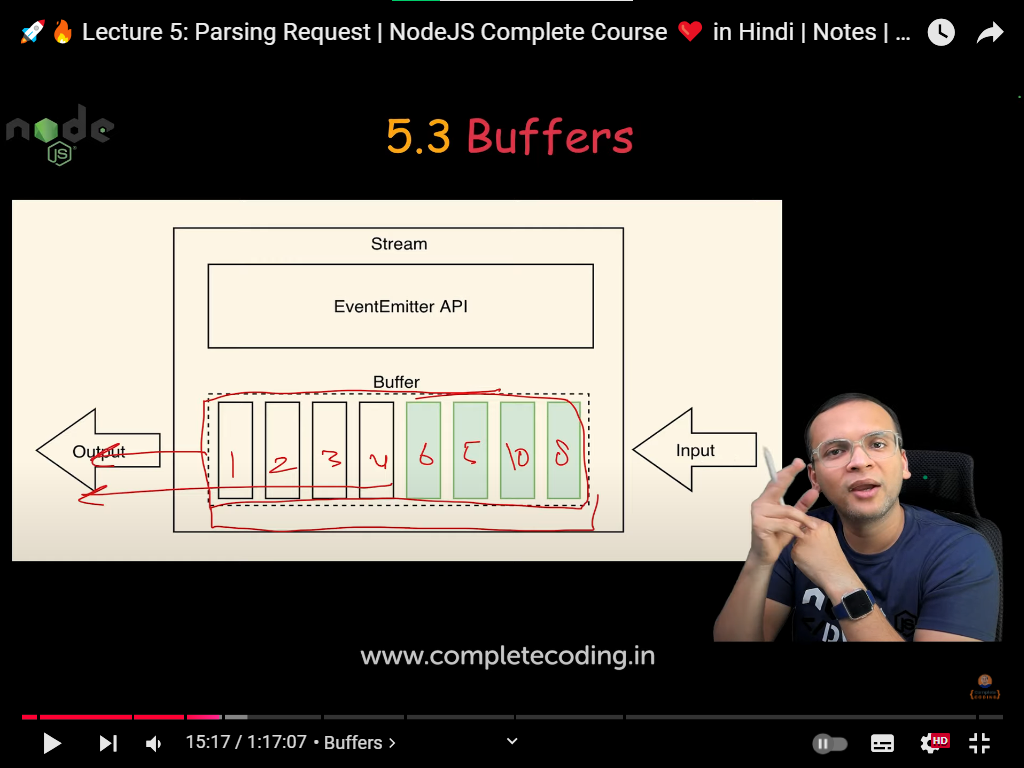 🚀🔥 Lecture 5: Parsing Request | NodeJS Complete Course ❤️ in Hindi | Notes | ...
node
JS
5.3 Buffers
Stream
EventEmitter API
Buffer
Output
1 2 3 4 6 5 10 8
Input
www.completecoding.in
15:17 / 1:17:07 • Buffers >
HD